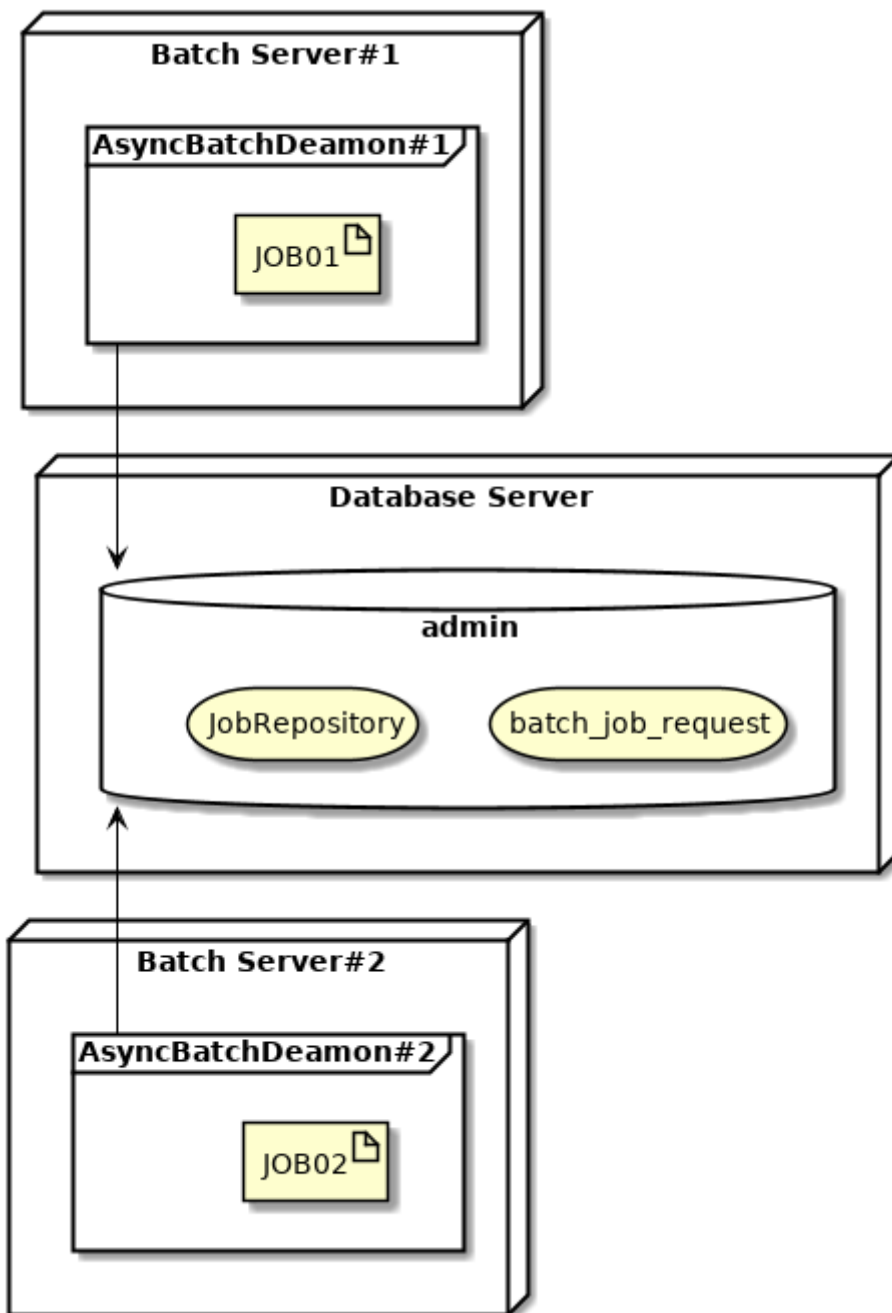 Batch Server#1
AsyncBatchDeamon#1
JOB01
Database Server
admin
JobRepository
batch_job_request
Batch Server#2
AsyncBatchDeamon#2
JOB02